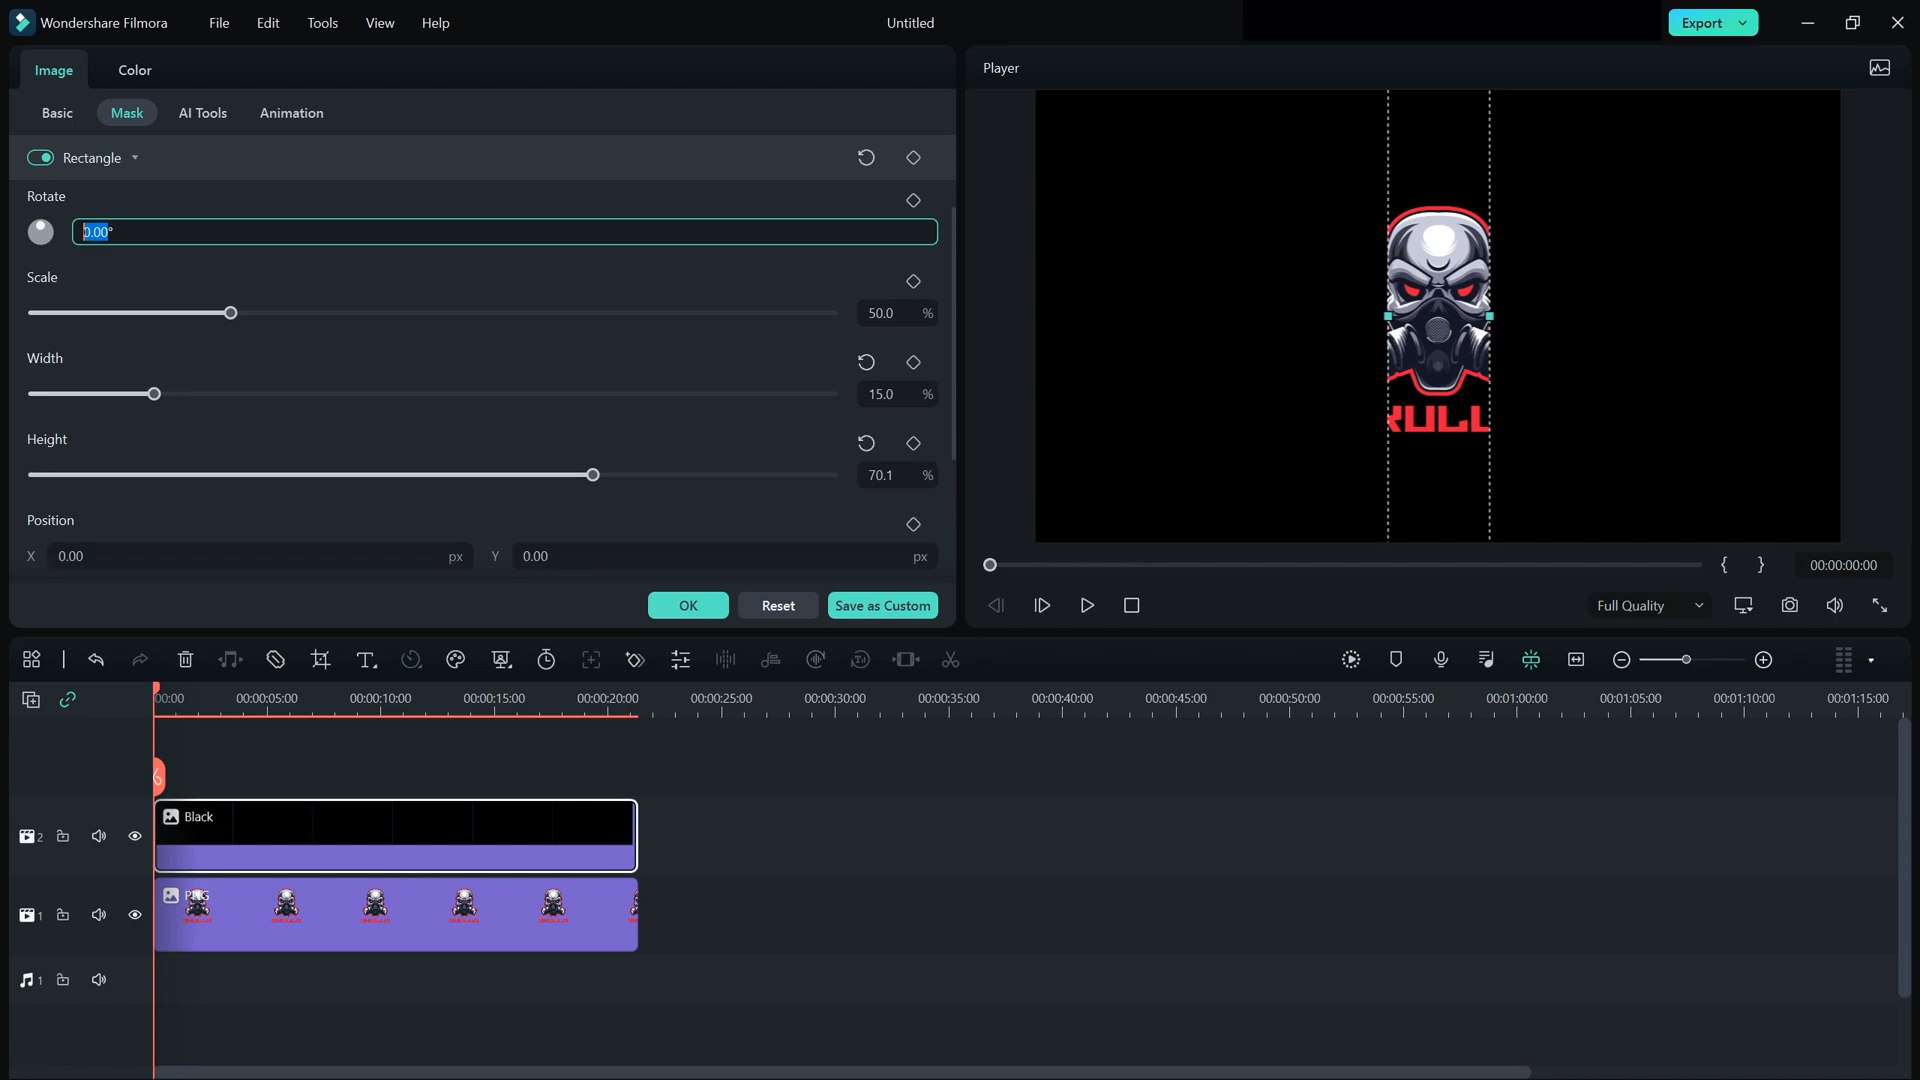 Wondershare Filmora File Edit Tools View Help Untitled Export
Image Color
Player
Basic Mask AI Tools Animation
Rectangle
Rotate
0.00°
Scale
50.0 %
Width
15.0 %
Height
70.1 %
Position
X 0.00 px Y 0.00 px
OK Reset Save as Custom
KULL
{ } 00:00:00:00
Full Quality
00:00 00:00:05:00 00:00:10:00 00:00:15:00 00:00:20:00 00:00:25:00 00:00:30:00 00:00:35:00 00:00:40:00 00:00:45:00 00:00:50:00 00:00:55:00 00:01:00:00 00:01:05:00 00:01:10:00 00:01:15:00
2 Black
1 PNG
1